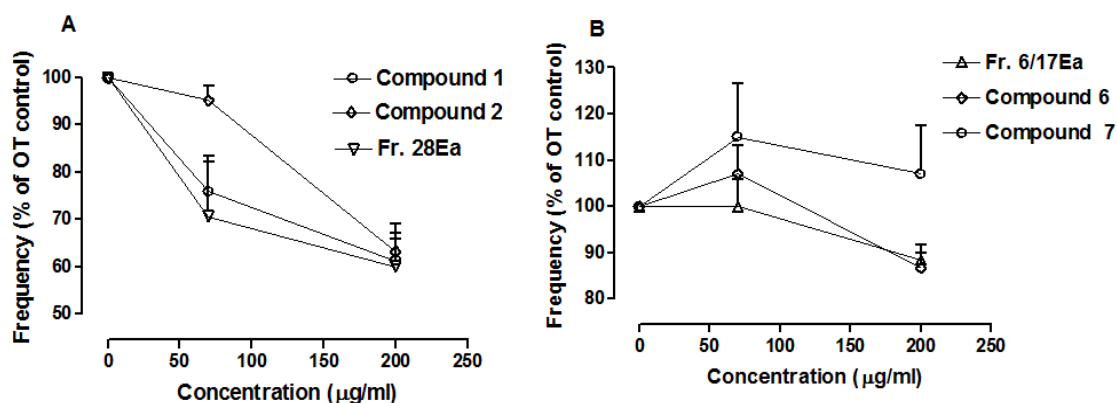 A
Frequency (% of OT control)
100
90
80
70
60
50
0 50 100 150 200 250
Concentration (μg/ml)
Compound 1
Compound 2
Fr. 28Ea
B
Frequency (% of OT control)
130
120
110
100
90
80
0 50 100 150 200 250
Concentration (μg/ml)
Fr. 6/17Ea
Compound 6
Compound 7